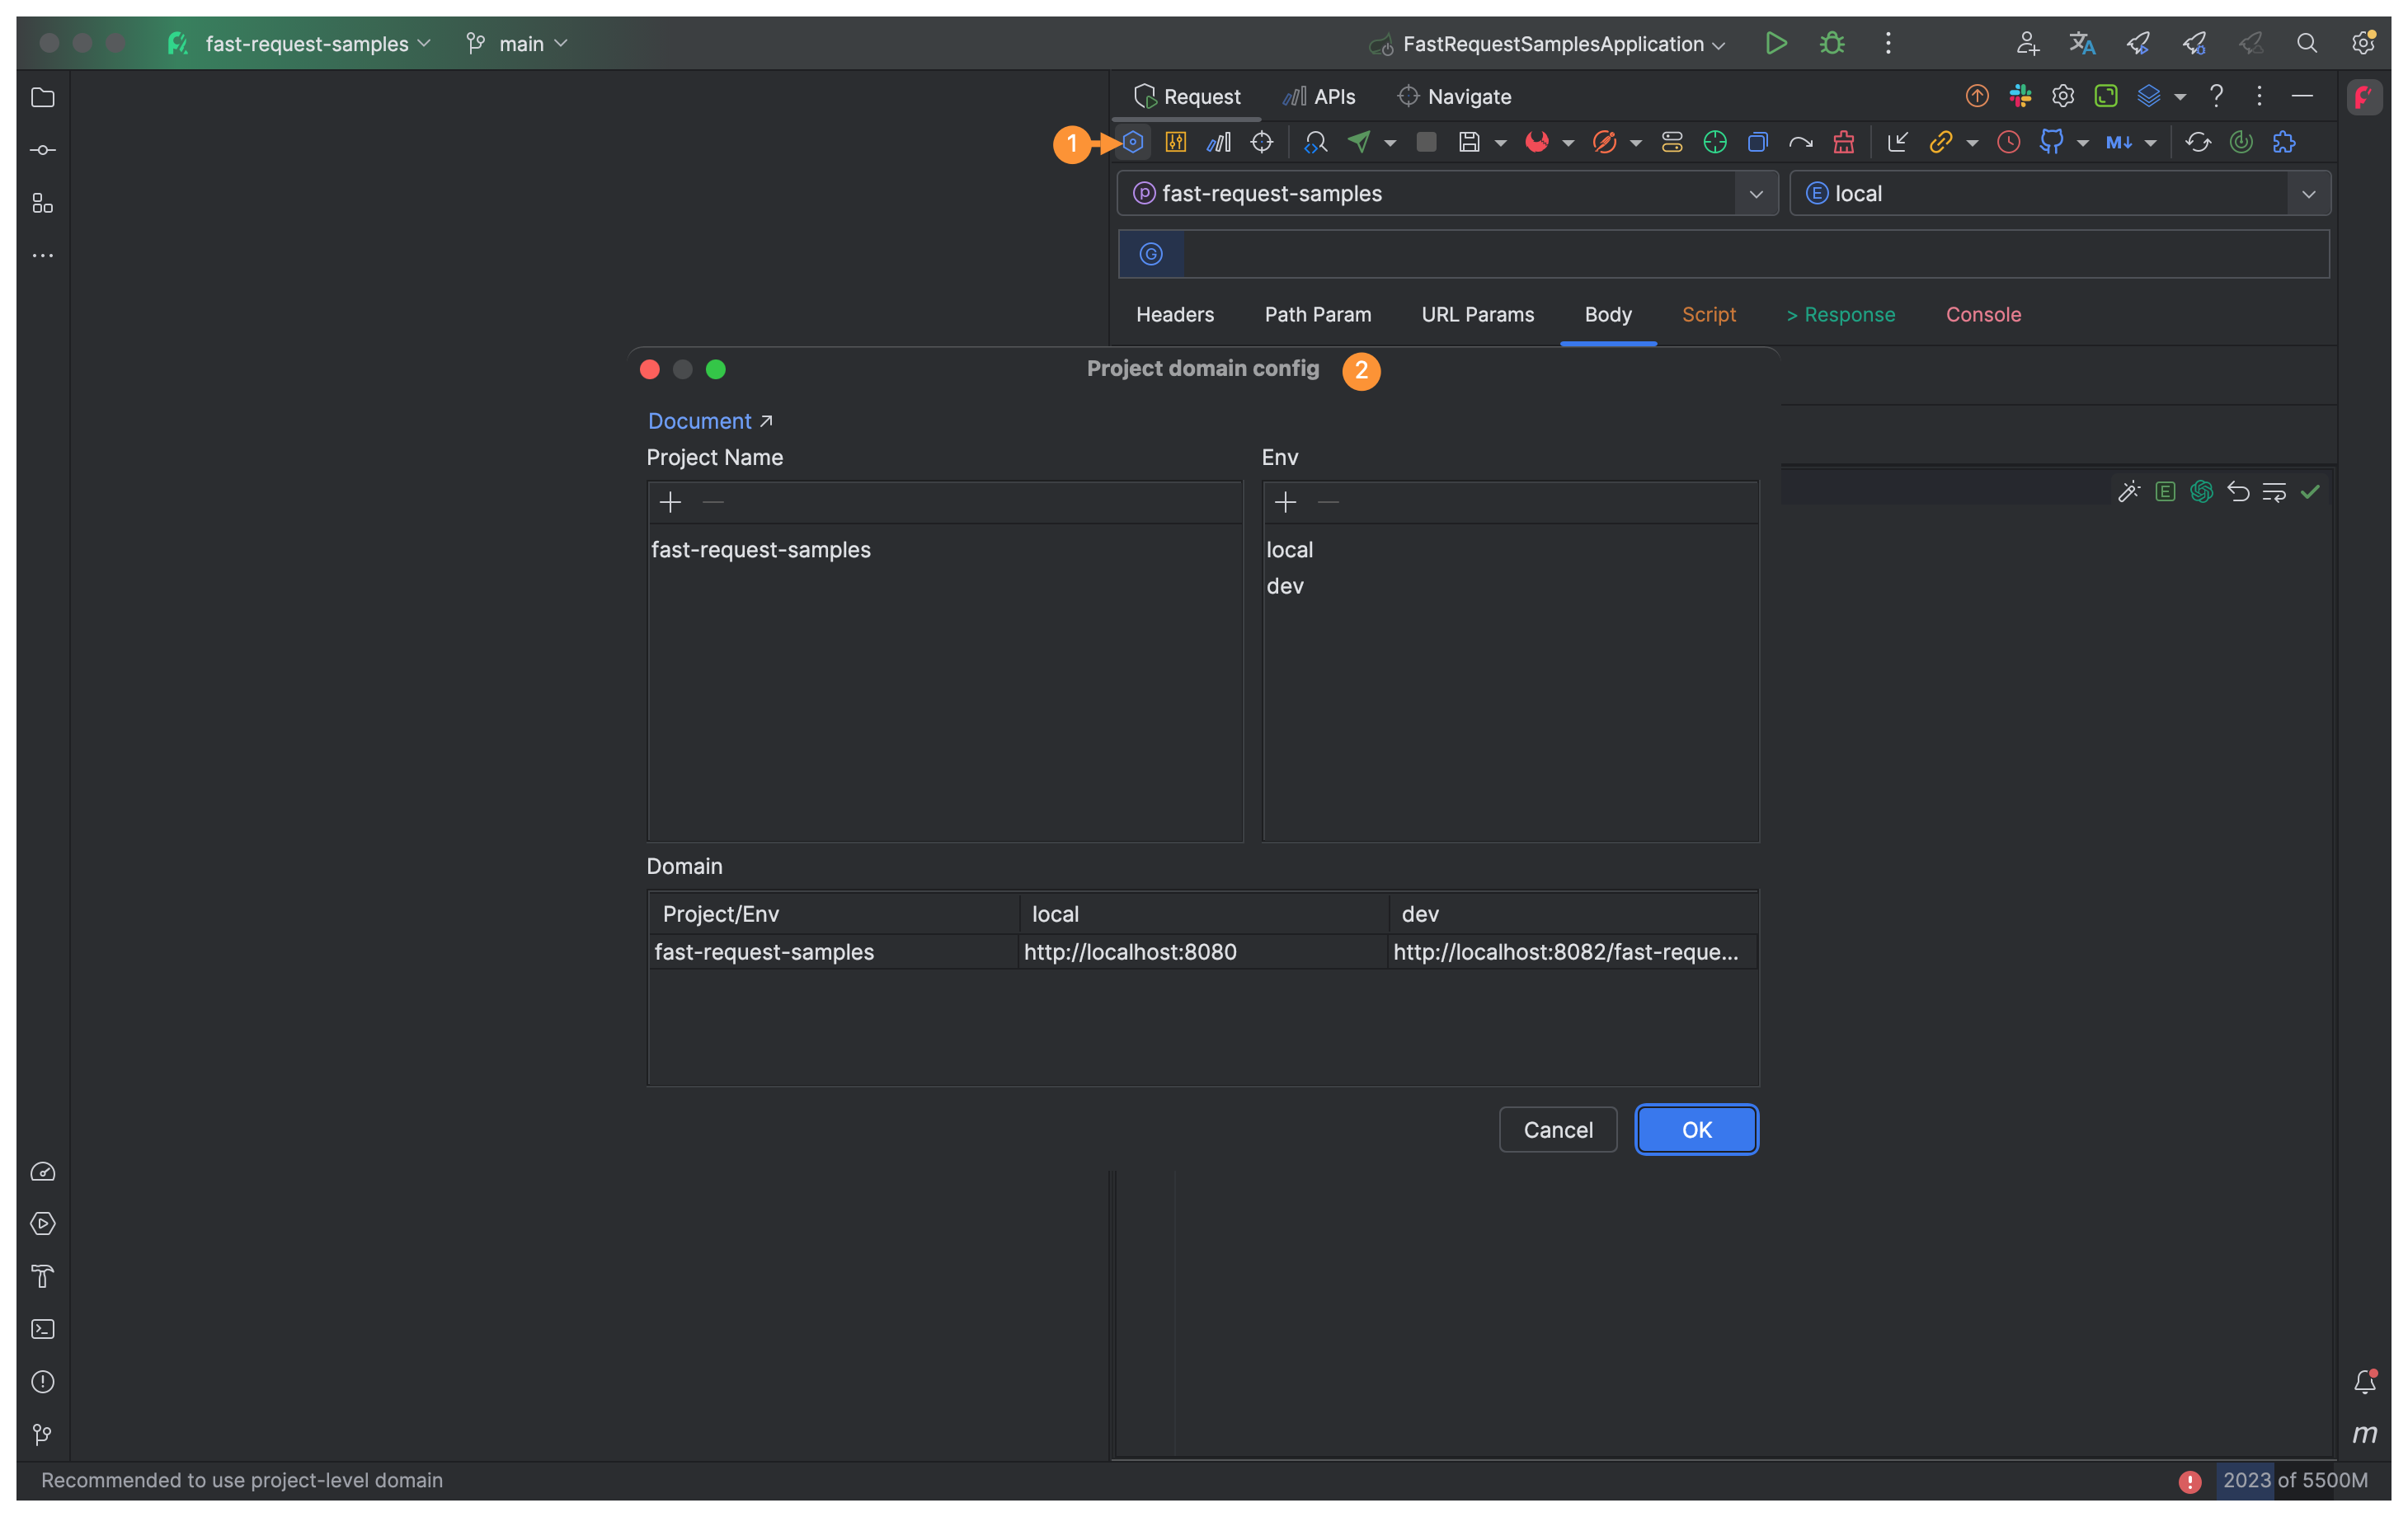 fast-request-samples main FastRequestSamplesApplication
Request APIs Navigate
1 M↓
P fast-request-samples E local
G
Headers Path Param URL Params Body Script > Response Console
Project domain config 2
Document ↗
Project Name Env
E
fast-request-samples local
dev
Domain
Project/Env local dev
fast-request-samples http://localhost:8080 http://localhost:8082/fast-reque...
Cancel OK
m
Recommended to use project-level domain 2023 of 5500M